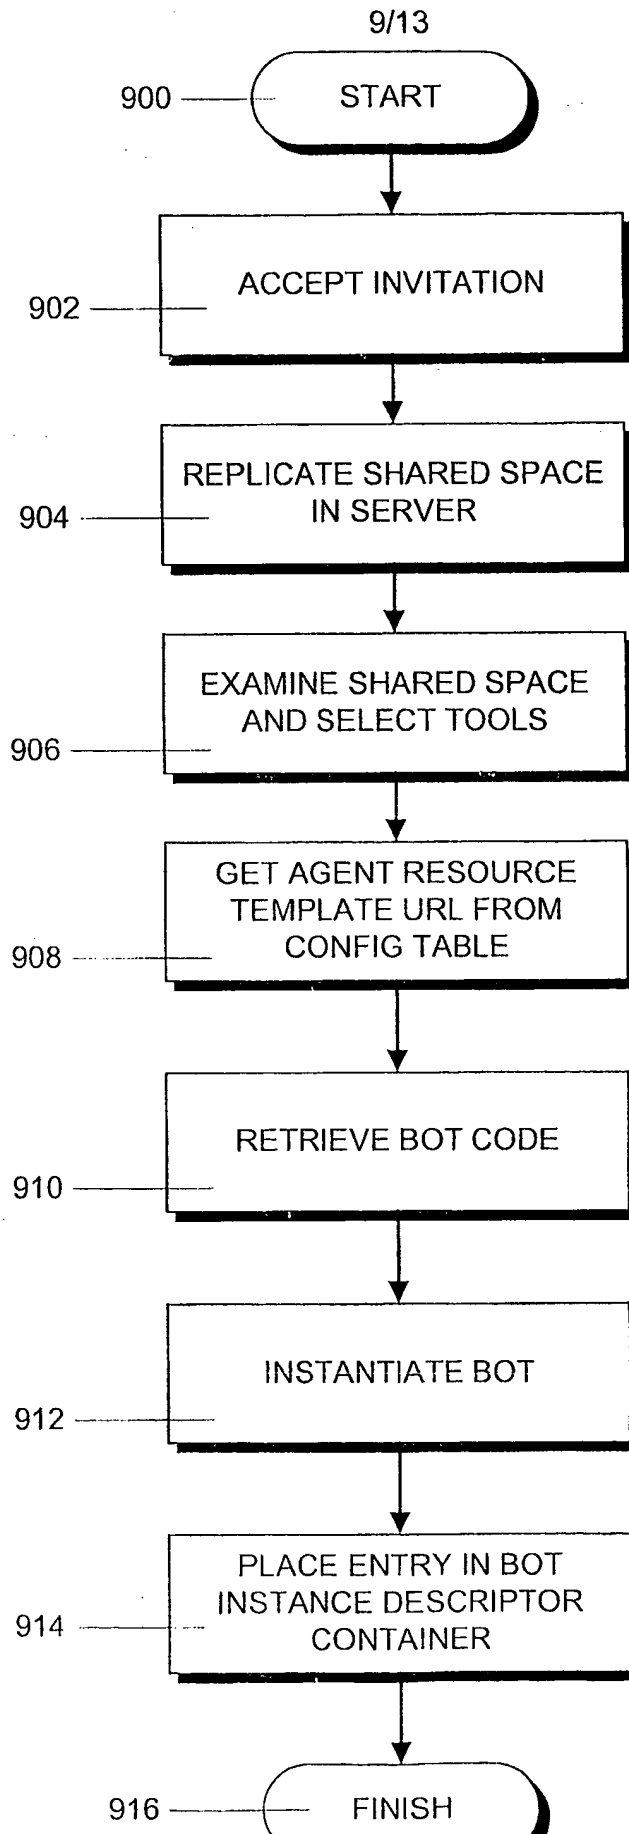 9/13
900
START
ACCEPT INVITATION
902
REPLICATE SHARED SPACE
IN SERVER
904
EXAMINE SHARED SPACE
AND SELECT TOOLS
906
GET AGENT RESOURCE
TEMPLATE URL FROM
CONFIG TABLE
908
RETRIEVE BOT CODE
910
INSTANTIATE BOT
912
PLACE ENTRY IN BOT
INSTANCE DESCRIPTOR
CONTAINER
914
916
FINISH